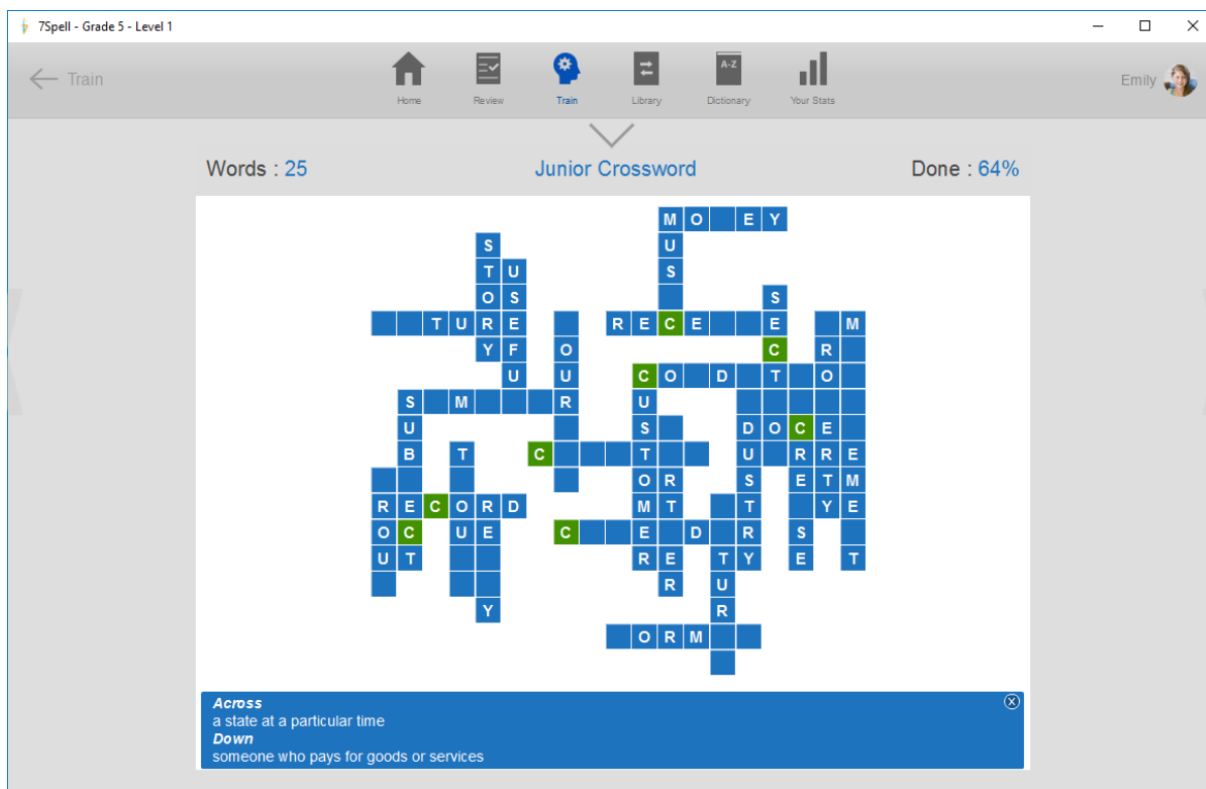 7Spell - Grade 5 - Level 1
Train
Home
Review
Train
Library
A-Z
Dictionary
Your Stats
Emily
Words : 25
Junior Crossword
Done : 64%
M O E Y
S U
T U S
O S S
T U R E R E C E E M
Y F O C R
U U C O D T O
S M R U
U S D O C E
B T C T U R R E
O R S E T M
R E C O R D M T T Y E
O C U E C E D R S
U T R E T Y E T
R U
Y R
O R M
Across
a state at a particular time
Down
someone who pays for goods or services